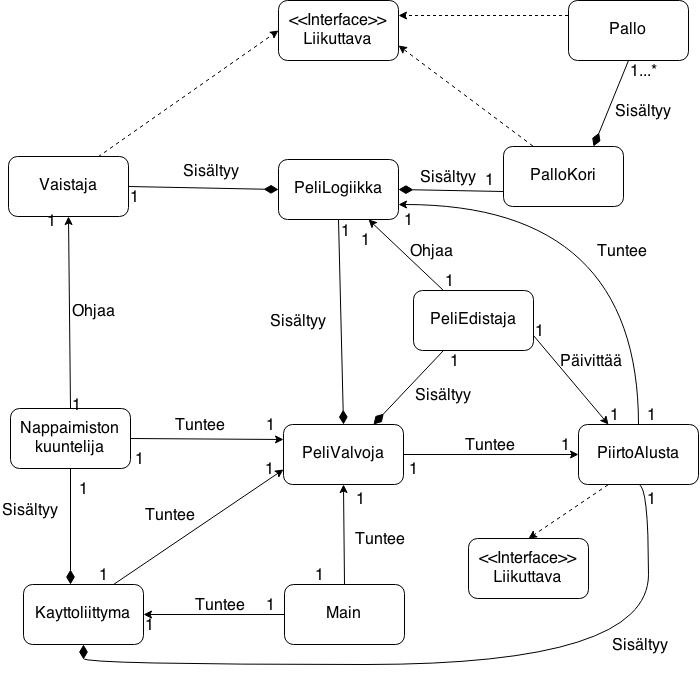 <<Interface>>
Liikuttava
Pallo
1...*
Sisältyy
Vaistaja
1
1
Sisältyy
PeliLogiikka
Sisältyy
1
PalloKori
1
1
1
Tuntee
Ohjaa
1
Ohjaa
1
Sisältyy
PeliEdistaja
1
Päivittää
1
1
1
Sisältyy
Nappaimiston
kuuntelija
1
1
Tuntee
1
PeliValvoja
1
Tuntee
1
PiirtoAlusta
1
Sisältyy
Tuntee
1
1
Tuntee
1
<<Interface>>
Liikuttava
Kayttoliittyma
1
Tuntee
1
Main
Sisältyy